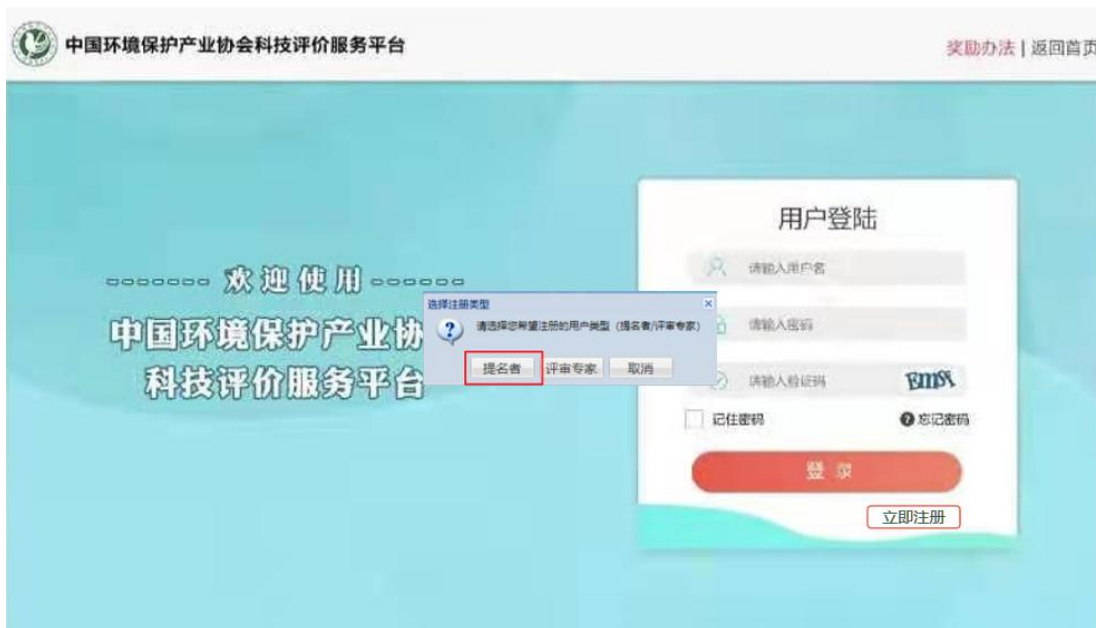 中国环境保护产业协会科技评价服务平台
奖励办法 | 返回首页
------- 欢迎使用 ------
中国环境保护产业协
科技评价服务平台
选择注册类型
请选择您希望注册的用户类型（提名者/评审专家）
提名者 评审专家 取消
用户登陆
请输入用户名
请输入密码
请输入验证码
记住密码 忘记密码
登录
立即注册